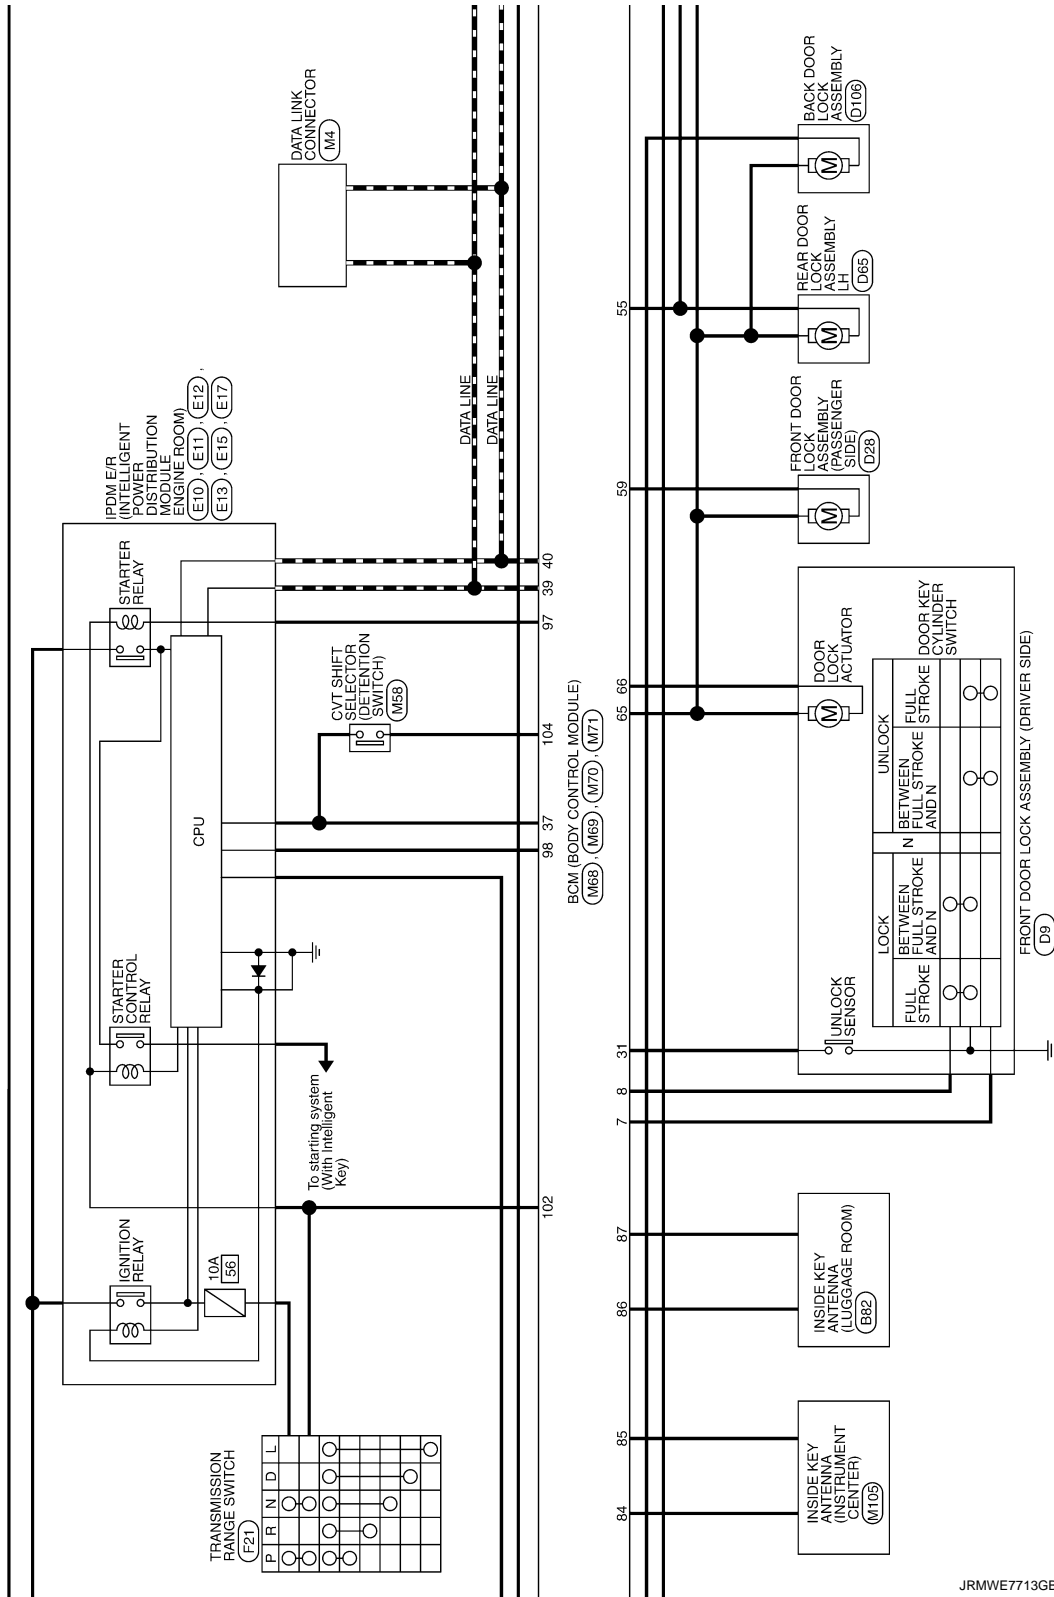 DATA LINK
CONNECTOR
M4
IPDM E/R
(INTELLIGENT
POWER
DISTRIBUTION
MODULE
ENGINE ROOM)
E10 , E11 , E12 ,
E13 , E15 , E17
STARTER
RELAY
CPU
STARTER
CONTROL
RELAY
IGNITION
RELAY
10A
56
To starting system
(With Intelligent
Key)
TRANSMISSION
RANGE SWITCH
F21
P R N D L
CVT SHIFT
SELECTOR
(DETENTION
SWITCH)
M58
DATA LINE
DATA LINE
102
98
37
104
97
39
40
BCM (BODY CONTROL MODULE)
M68 , M69 , M70 , M71
84
85
86
87
7
8
31
65
66
59
55
INSIDE KEY
ANTENNA
(INSTRUMENT
CENTER)
M105
INSIDE KEY
ANTENNA
(LUGGAGE ROOM)
B82
UNLOCK
SENSOR
DOOR
LOCK
ACTUATOR
LOCK
N
UNLOCK
FULL
STROKE
BETWEEN
FULL STROKE
AND N
BETWEEN
FULL STROKE
AND N
FULL
STROKE
DOOR KEY
CYLINDER
SWITCH
FRONT DOOR LOCK ASSEMBLY (DRIVER SIDE)
D9
M
FRONT DOOR
LOCK
ASSEMBLY
(PASSENGER
SIDE)
D28
M
REAR DOOR
LOCK
ASSEMBLY
LH
D65
M
BACK DOOR
LOCK
ASSEMBLY
D106
M
JRMWE7713GB